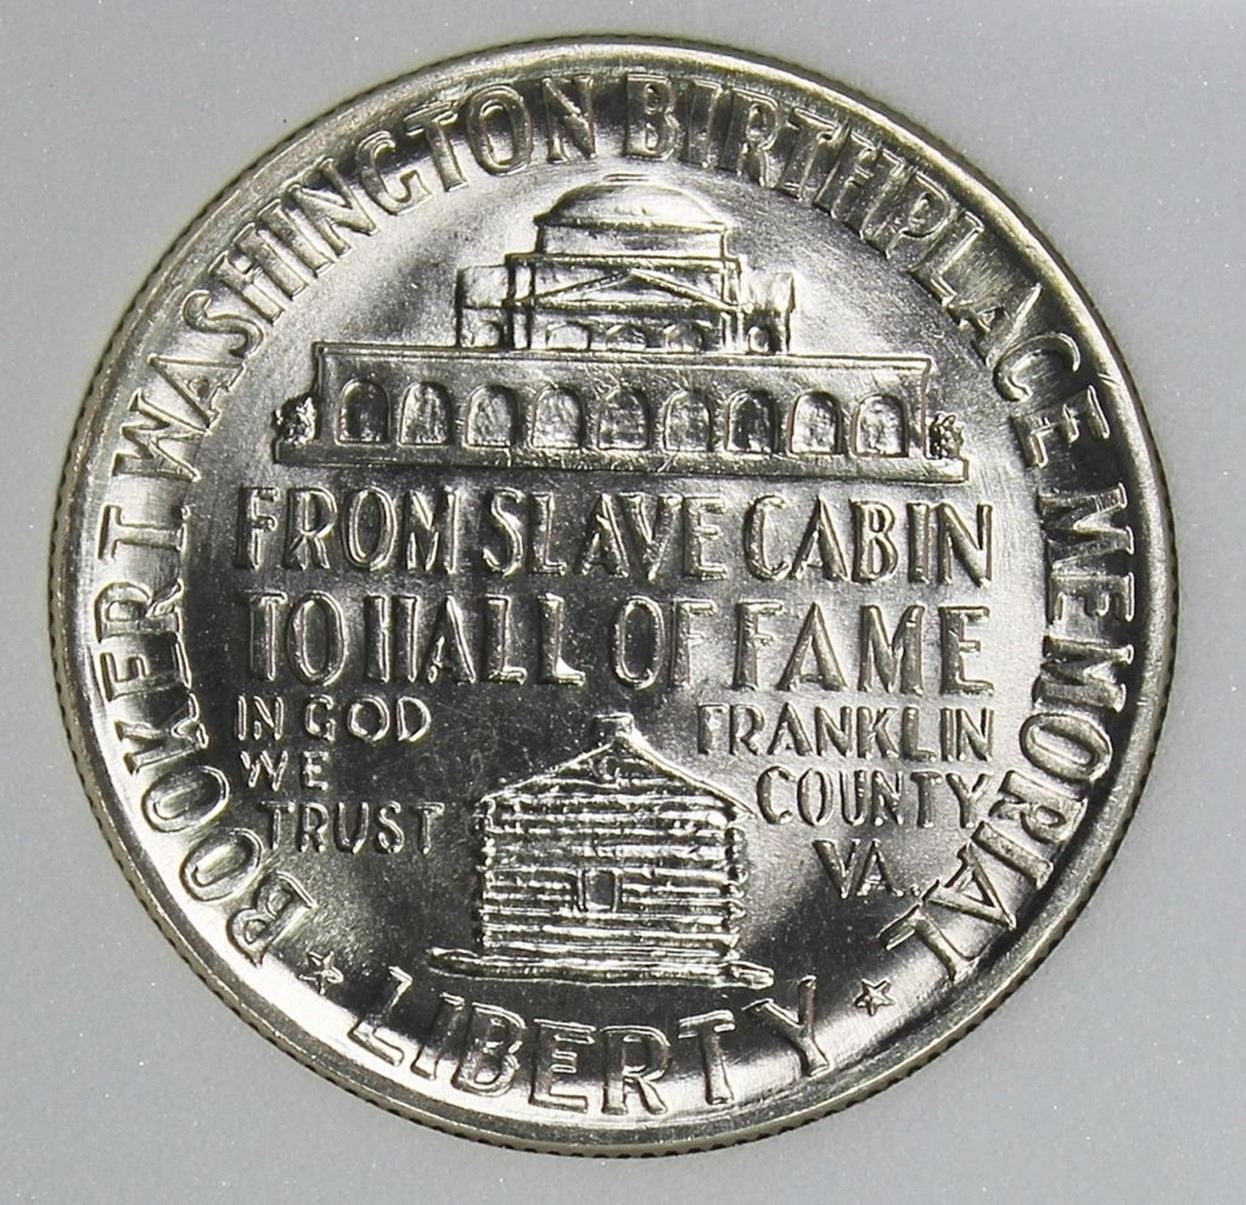 BOOKER T. WASHINGTON BIRTHPLACE MEMORIAL
FROM SLAVE CABIN
TO HALL OF FAME
IN GOD
WE
TRUST
FRANKLIN
COUNTY
VA.
LIBERTY